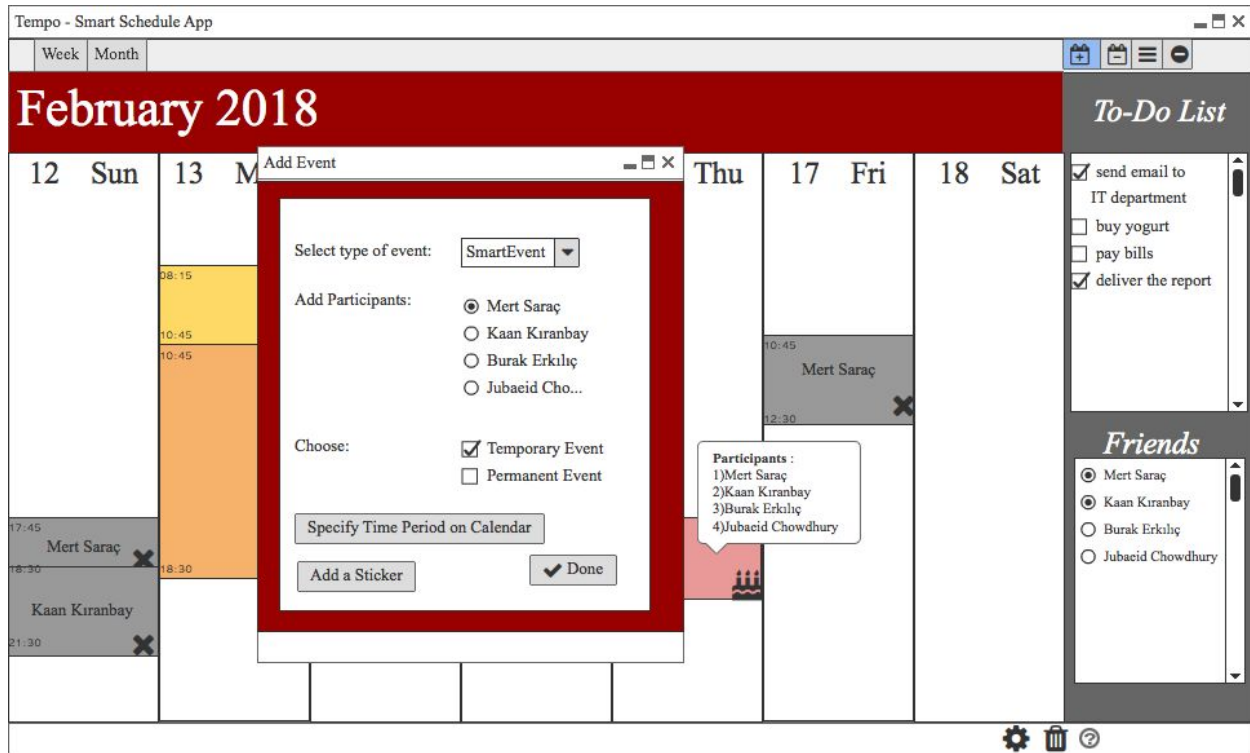 Tempo - Smart Schedule App
Week Month
February 2018
To-Do List
12 Sun 13 M Thu 17 Fri 18 Sat
send email to
IT department
buy yogurt
pay bills
deliver the report
Add Event
Select type of event: SmartEvent
Add Participants:
Mert Saraç
Kaan Kıranbay
Burak Erkılıç
Jubaeid Cho...
Choose:
Temporary Event
Permanent Event
Specify Time Period on Calendar
Add a Sticker
Done
17:45
Mert Saraç
18:30
Kaan Kıranbay
21:30
08:15
10:45
10:45
18:30
Participants :
1)Mert Saraç
2)Kaan Kıranbay
3)Burak Erkılıç
4)Jubaeid Chowdhury
10:45
Mert Saraç
12:30
Friends
Mert Saraç
Kaan Kıranbay
Burak Erkılıç
Jubaeid Chowdhury